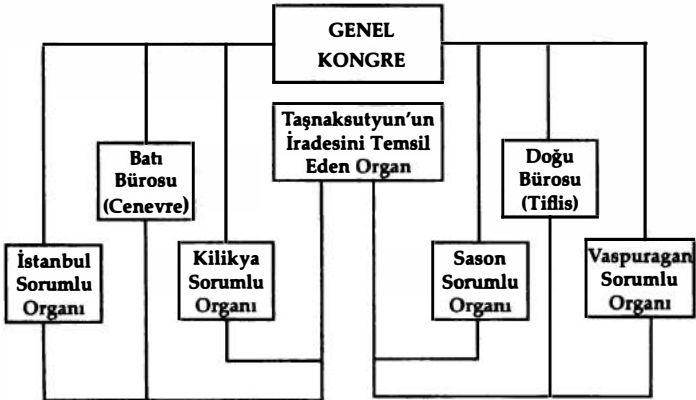 GENEL
KONGRE
Taşnaksutyun'un
İradesini Temsil
Eden Organ
Batı
Bürosu
(Cenevre)
Doğu
Bürosu
(Tiflis)
İstanbul
Sorumlu
Organı
Kilikya
Sorumlu
Organı
Sason
Sorumlu
Organı
Vaspuragan
Sorumlu
Organı